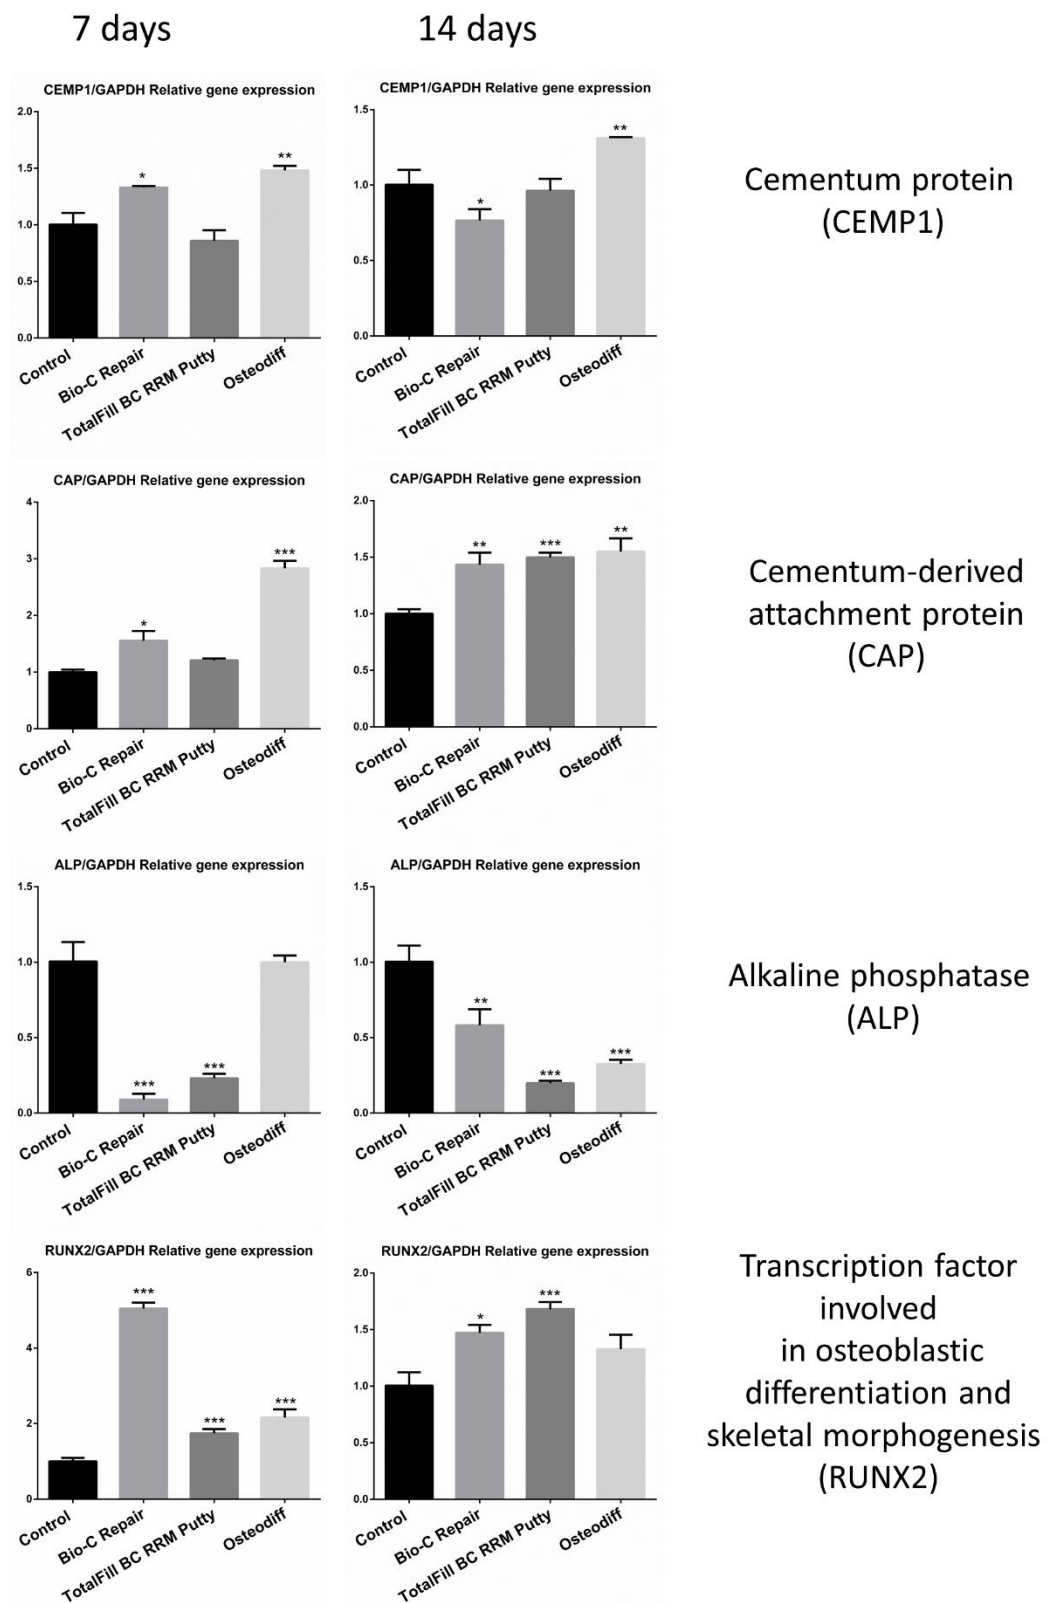 7 days
14 days
CEMP1/GAPDH Relative gene expression
2.0
1.5
1.0
0.5
0.0
*
**
Control
Bio-C Repair
TotalFill BC RRM Putty
Osteodiff
CEMP1/GAPDH Relative gene expression
1.5
1.0
0.5
0.0
*
**
Control
Bio-C Repair
TotalFill BC RRM Putty
Osteodiff
Cementum protein
(CEMP1)
CAP/GAPDH Relative gene expression
4
3
2
1
0
*
***
Control
Bio-C Repair
TotalFill BC RRM Putty
Osteodiff
CAP/GAPDH Relative gene expression
2.0
1.5
1.0
0.5
0.0
**
***
**
Control
Bio-C Repair
TotalFill BC RRM Putty
Osteodiff
Cementum-derived
attachment protein
(CAP)
ALP/GAPDH Relative gene expression
1.5
1.0
0.5
0.0
***
***
Control
Bio-C Repair
TotalFill BC RRM Putty
Osteodiff
ALP/GAPDH Relative gene expression
1.5
1.0
0.5
0.0
**
***
***
Control
Bio-C Repair
TotalFill BC RRM Putty
Osteodiff
Alkaline phosphatase
(ALP)
RUNX2/GAPDH Relative gene expression
6
4
2
0
***
***
***
Control
Bio-C Repair
TotalFill BC RRM Putty
Osteodiff
RUNX2/GAPDH Relative gene expression
2.0
1.5
1.0
0.5
0.0
*
***
Control
Bio-C Repair
TotalFill BC RRM Putty
Osteodiff
Transcription factor
involved
in osteoblastic
differentiation and
skeletal morphogenesis
(RUNX2)